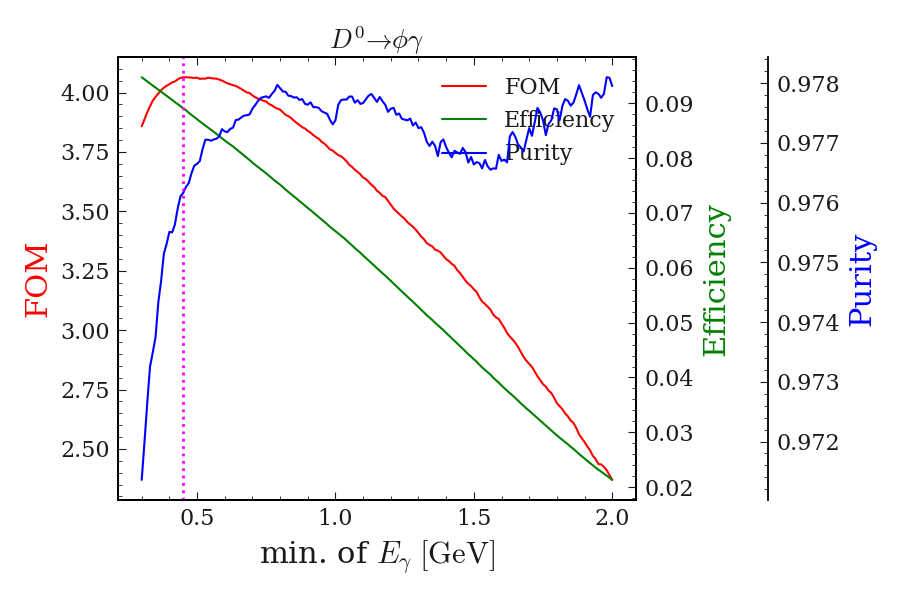 D⁰→ϕγ
FOM
Efficiency
Purity
4.00
3.75
3.50
3.25
3.00
2.75
2.50
FOM
0.09
0.08
0.07
0.06
0.05
0.04
0.03
0.02
Efficiency
0.978
0.977
0.976
0.975
0.974
0.973
0.972
Purity
0.5 1.0 1.5 2.0
min. of E_γ [GeV]